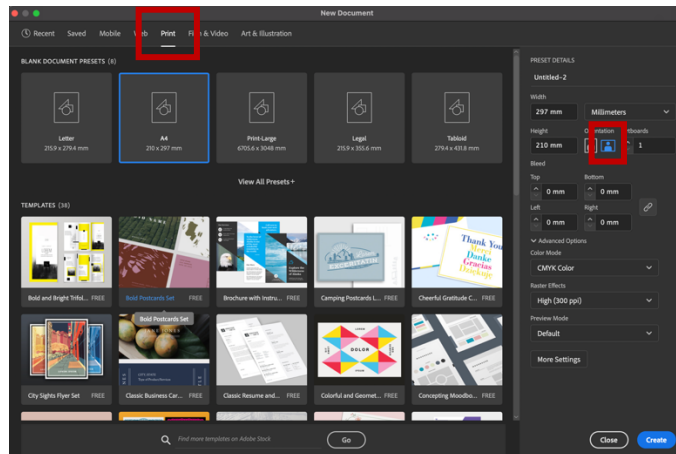 New Document
Recent Saved Mobile Web Print Film & Video Art & Illustration
BLANK DOCUMENT PRESETS (8)
Letter
215.9 x 279.4 mm
A4
210 x 297 mm
Print-Large
6705.6 x 3048 mm
Legal
215.9 x 355.6 mm
Tabloid
279.4 x 431.8 mm
View All Presets+
TEMPLATES (38)
Thank You
Merci
Danke
Gracias
Bold and Bright Trifol... FREE
Bold Postcards Set FREE
Brochure with Instru... FREE
Camping Postcards L... FREE
Cheerful Gratitude C... FREE
Bold Postcards Set
COLOR
City Sights Flyer Set FREE
Classic Business Car... FREE
Classic Resume and... FREE
Colorful and Geomet... FREE
Concepting Moodbo... FREE
Find more templates on Adobe Stock
Go
PRESET DETAILS
Untitled-2
Width
297 mm Millimeters
Height Orientation
210 mm 1
Bleed
Top Bottom
0 mm 0 mm
Left Right
0 mm 0 mm
Advanced Options
Color Mode
CMYK Color
Raster Effects
High (300 ppi)
Preview Mode
Default
More Settings
Close Create